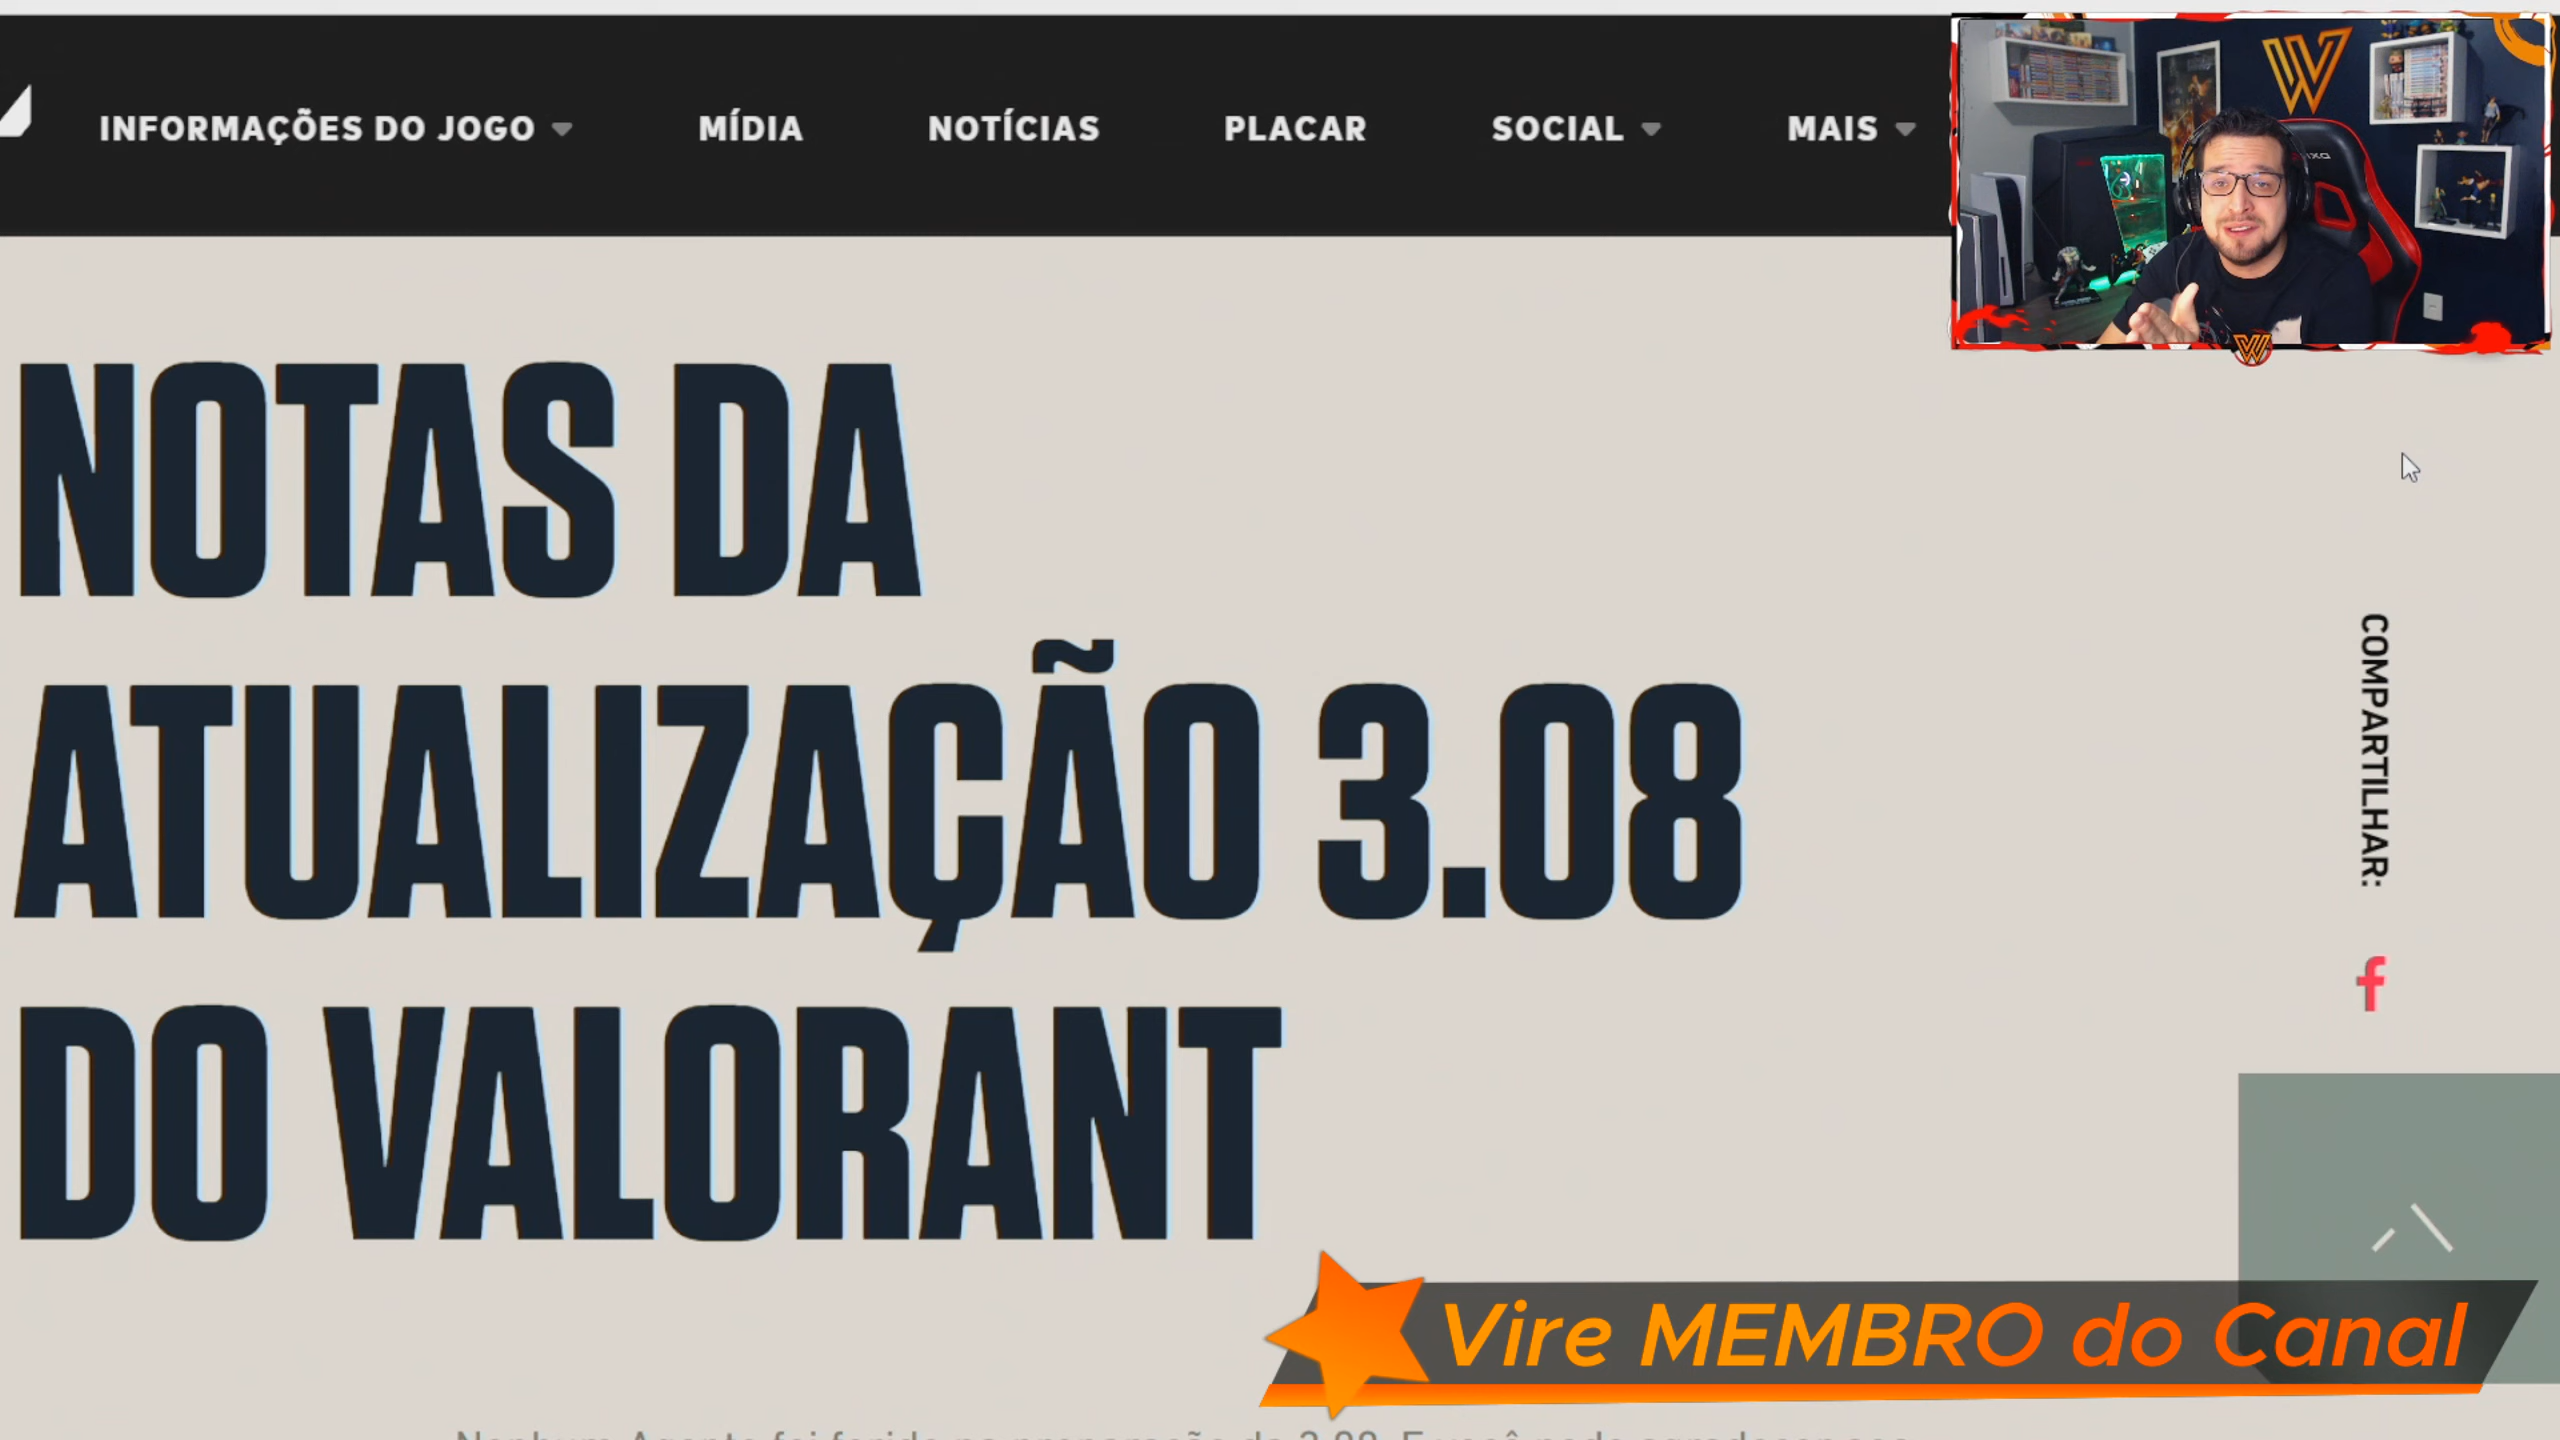 INFORMAÇÕES DO JOGO MÍDIA NOTÍCIAS PLACAR SOCIAL MAIS
NOTAS DA
ATUALIZAÇÃO 3.08
DO VALORANT
COMPARTILHAR:
Vire MEMBRO do Canal